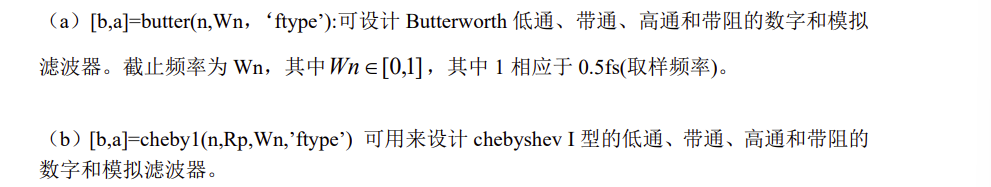 （a）[b,a]=butter(n,Wn，‘ftype’):可设计 Butterworth 低通、带通、高通和带阻的数字和模拟
滤波器。截止频率为 Wn，其中Wn∈[0,1]，其中 1 相应于 0.5fs(取样频率)。
（b）[b,a]=cheby1(n,Rp,Wn,’ftype’) 可用来设计 chebyshev I 型的低通、带通、高通和带阻的
数字和模拟滤波器。